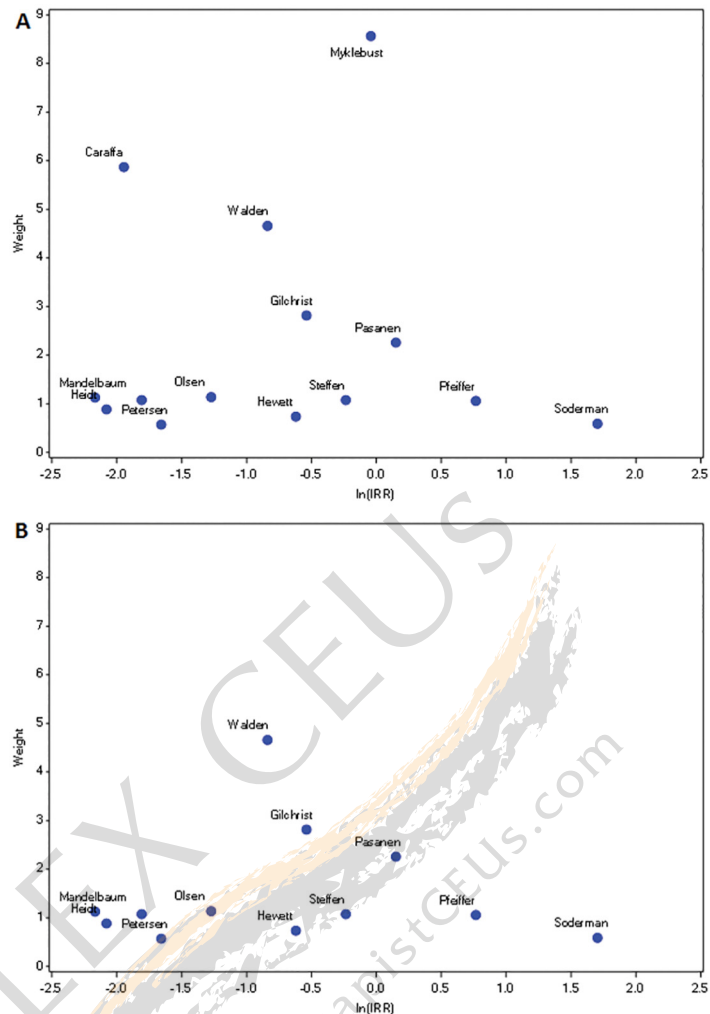 A
9
8
7
6
5
4
3
2
1
0
Weight
Myklebust
Caraffa
Walden
Gilchrist
Pasanen
Mandelbaum
Heidt
Petersen
Olsen
Hewett
Steffen
Pfeiffer
Soderman
-2.5 -2.0 -1.5 -1.0 -0.5 0.0 0.5 1.0 1.5 2.0 2.5
ln(IRR)
B
9
8
7
6
5
4
3
2
1
0
Weight
Walden
Gilchrist
Pasanen
Mandelbaum
Heidt
Petersen
Olsen
Hewett
Steffen
Pfeiffer
Soderman
-2.5 -2.0 -1.5 -1.0 -0.5 0.0 0.5 1.0 1.5 2.0 2.5
ln(IRR)
LEX CEUS
anistCEUs.com